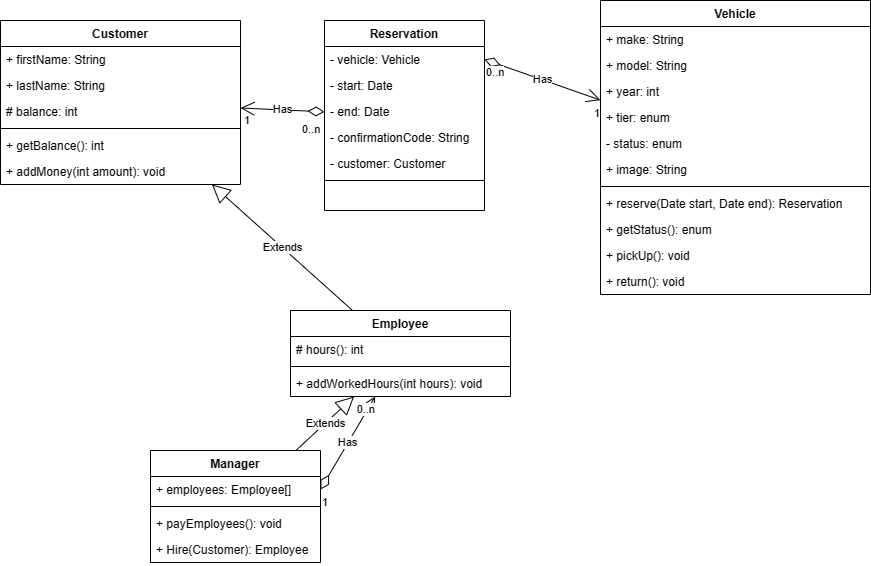 Customer
+ firstName: String
+ lastName: String
# balance: int
+ getBalance(): int
+ addMoney(int amount): void
Has
1
0..n
Reservation
- vehicle: Vehicle
- start: Date
- end: Date
- confirmationCode: String
- customer: Customer
0..n
Has
1
Vehicle
+ make: String
+ model: String
+ year: int
+ tier: enum
- status: enum
+ image: String
+ reserve(Date start, Date end): Reservation
+ getStatus(): enum
+ pickUp(): void
+ return(): void
Extends
Employee
# hours(): int
+ addWorkedHours(int hours): void
0..n
Extends
Has
1
Manager
+ employees: Employee[]
+ payEmployees(): void
+ Hire(Customer): Employee